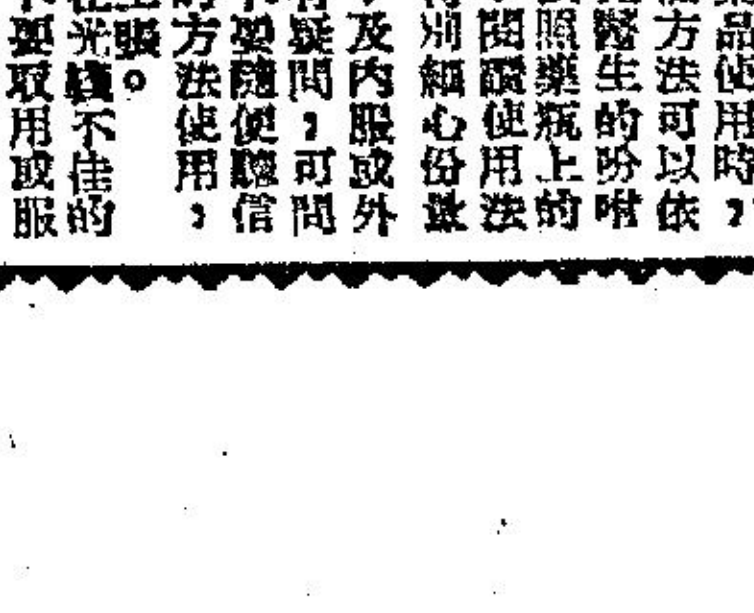 品使用時，
方法可以依
醫生的吩咐
照藥瓶上的
閱讀使用法
別細心份量
及內服或外
疑問，可問
要隨便聽信
方法使用，
服。
光線不佳的
要取用或服